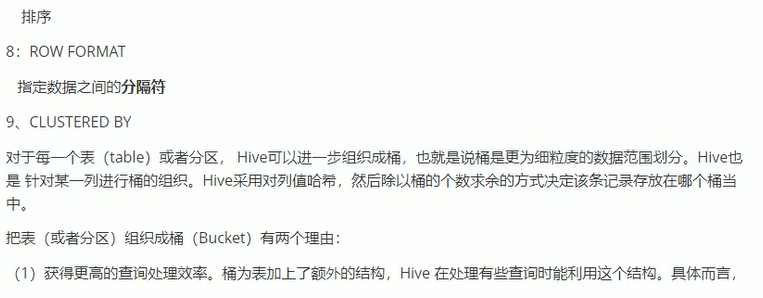 排序
8：ROW FORMAT
指定数据之间的分隔符
9、CLUSTERED BY
对于每一个表（table）或者分区， Hive可以进一步组织成桶，也就是说桶是更为细粒度的数据范围划分。Hive也
是 针对某一列进行桶的组织。Hive采用对列值哈希，然后除以桶的个数求余的方式决定该条记录存放在哪个桶当
中。
把表（或者分区）组织成桶（Bucket）有两个理由：
（1）获得更高的查询处理效率。桶为表加上了额外的结构，Hive 在处理有些查询时能利用这个结构。具体而言，